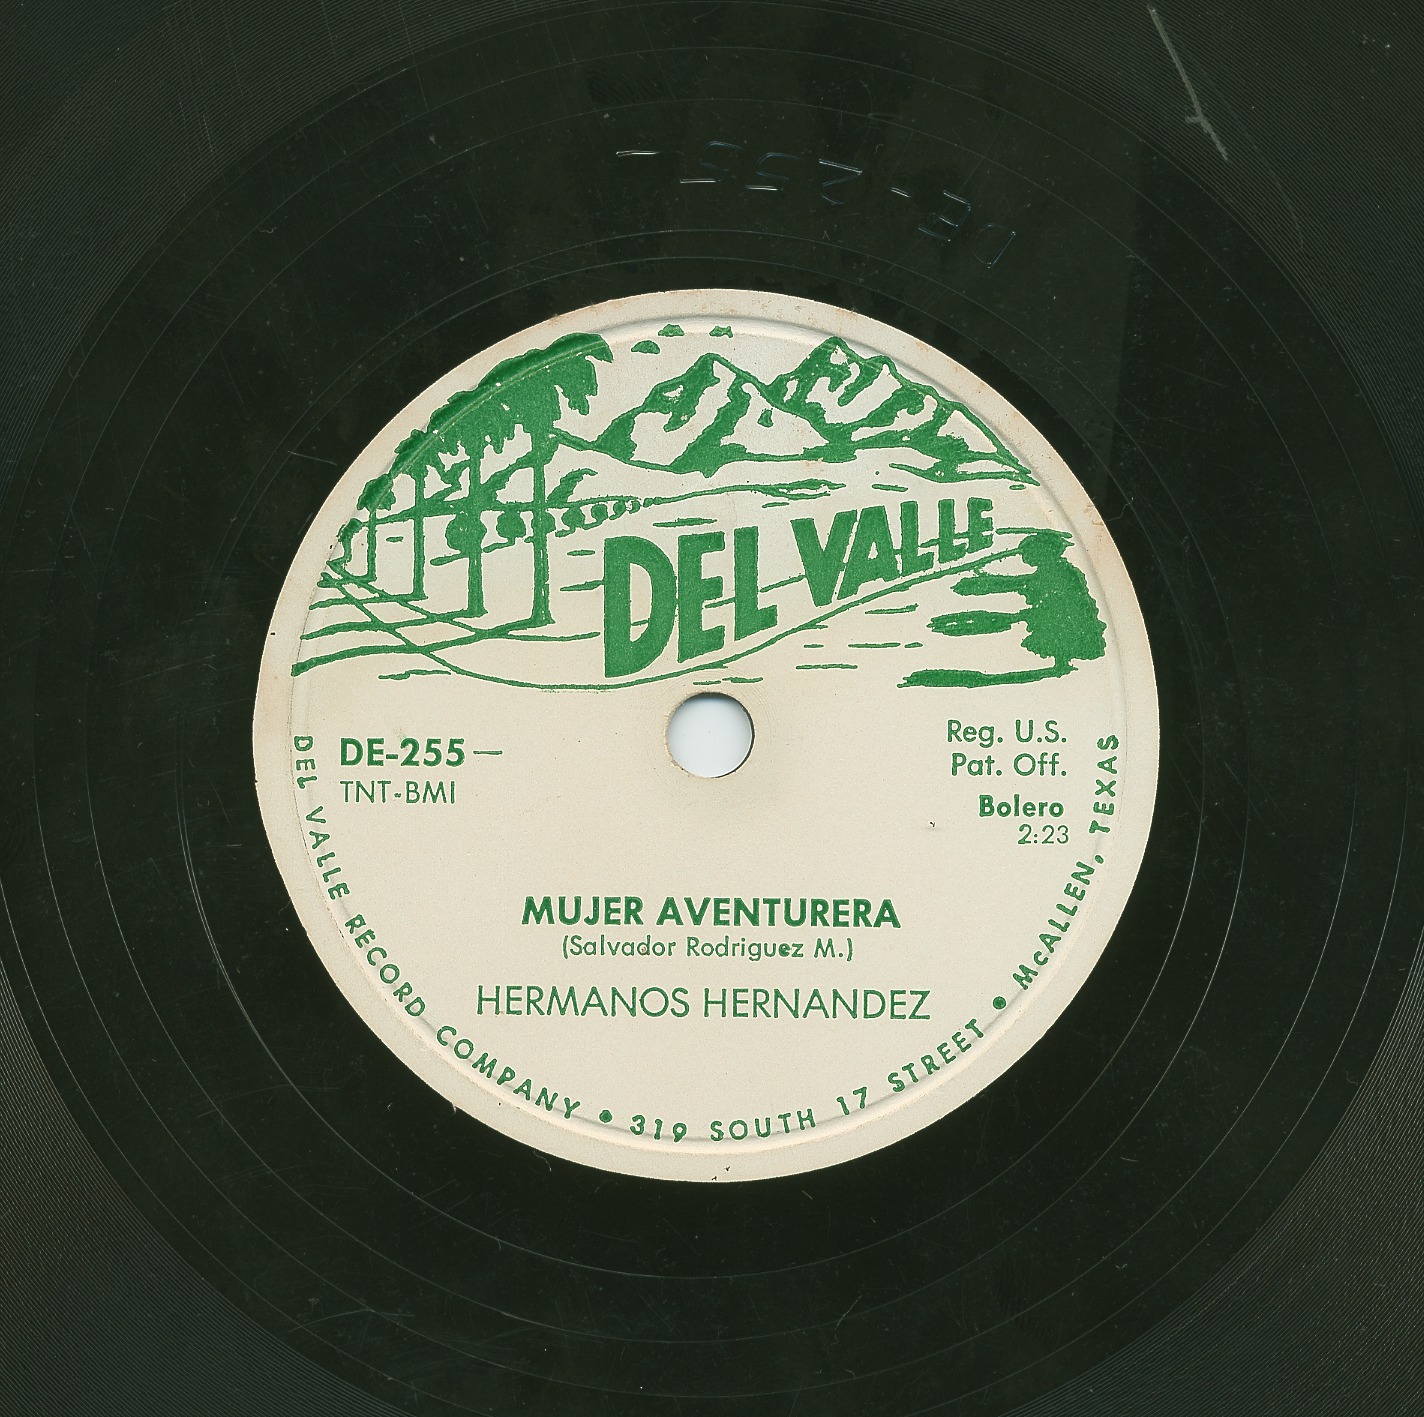 DE-255-
DEL VALLE
DE-255—
TNT-BMI
Reg. U.S.
Pat. Off.
Bolero
2:23
MUJER AVENTURERA
(Salvador Rodriguez M.)
HERMANOS HERNANDEZ
DEL VALLE RECORD COMPANY • 319 SOUTH 17 STREET • McALLEN, TEXAS